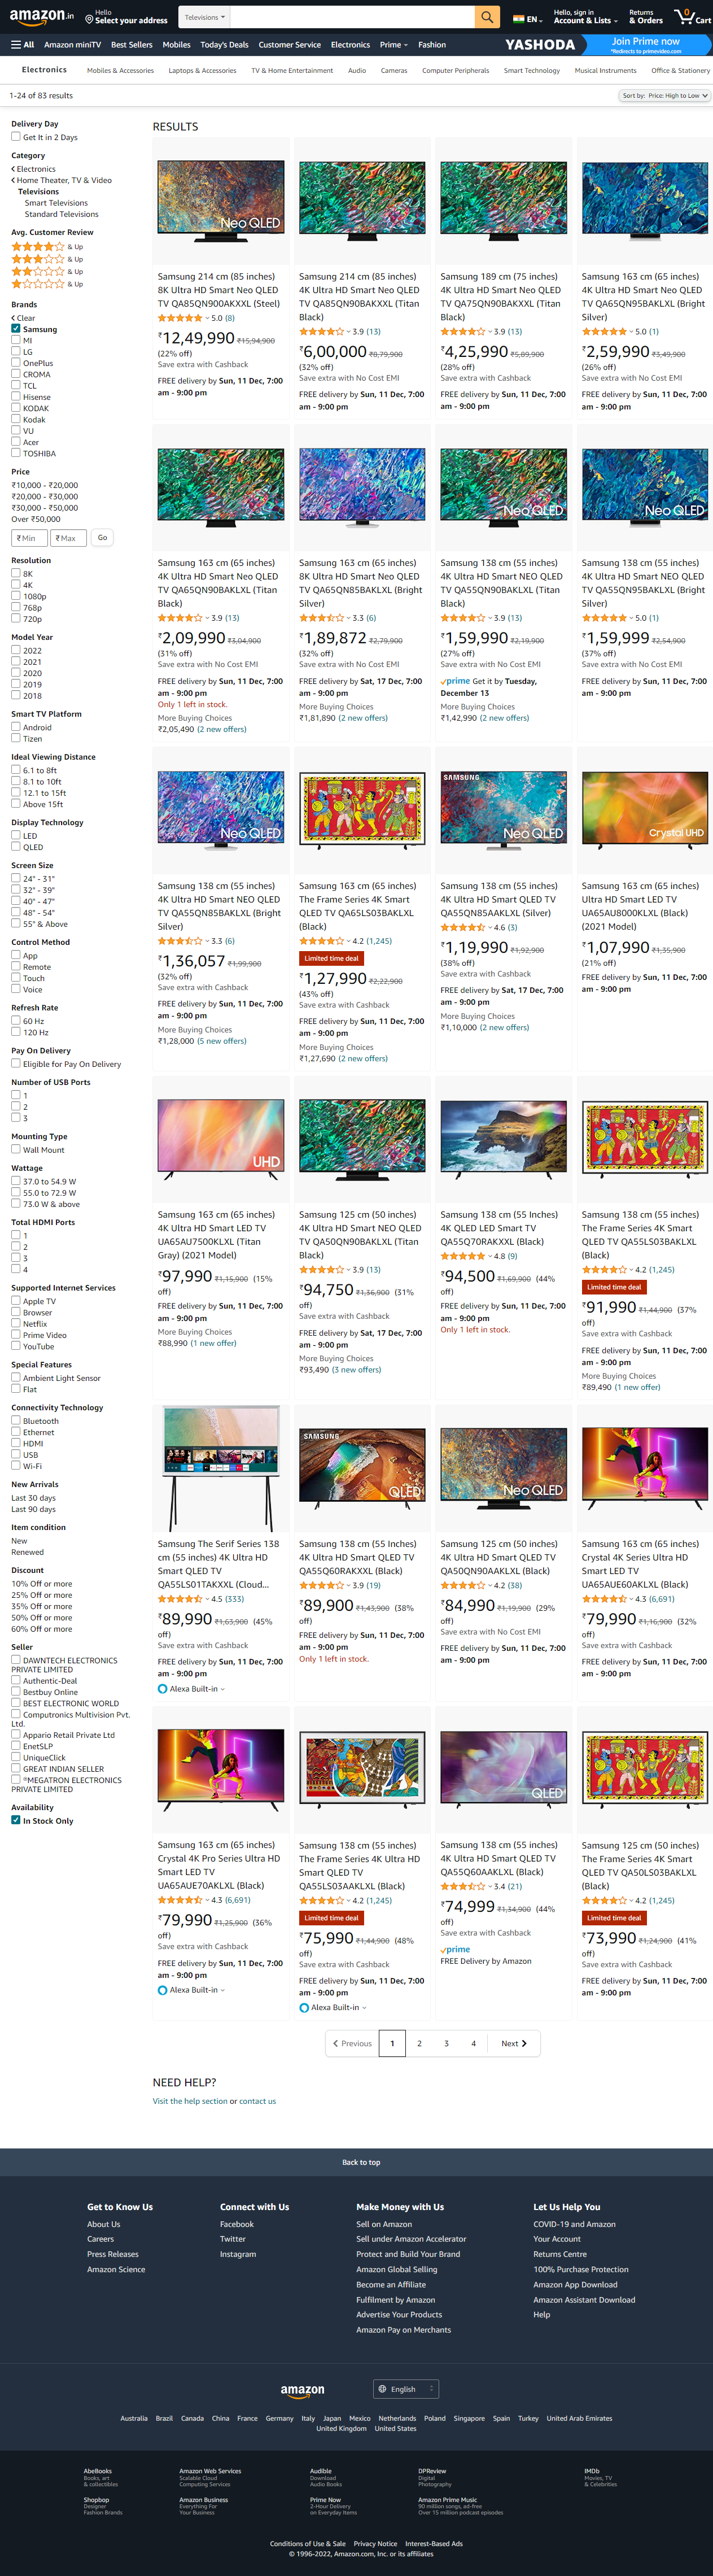 amazon.in
Hello
Select your address
Televisions
EN
Hello, sign in
Account & Lists
Returns
& Orders
0
Cart
All
Amazon miniTV
Best Sellers
Mobiles
Today's Deals
Customer Service
Electronics
Prime
Fashion
YASHODA
Join Prime now
*Redirects to primevideo.com
Electronics
Mobiles & Accessories
Laptops & Accessories
TV & Home Entertainment
Audio
Cameras
Computer Peripherals
Smart Technology
Musical Instruments
Office & Stationery
1-24 of 83 results
Sort by: Price: High to Low
Delivery Day
Get It in 2 Days
Category
Electronics
Home Theater, TV & Video
Televisions
Smart Televisions
Standard Televisions
Avg. Customer Review
& Up
& Up
& Up
& Up
Brands
Clear
Samsung
MI
LG
OnePlus
CROMA
TCL
Hisense
KODAK
Kodak
VU
Acer
TOSHIBA
Price
₹10,000 - ₹20,000
₹20,000 - ₹30,000
₹30,000 - ₹50,000
Over ₹50,000
₹ Min
₹ Max
Go
Resolution
8K
4K
1080p
768p
720p
Model Year
2022
2021
2020
2019
2018
Smart TV Platform
Android
Tizen
Ideal Viewing Distance
6.1 to 8ft
8.1 to 10ft
12.1 to 15ft
Above 15ft
Display Technology
LED
QLED
Screen Size
24" - 31"
32" - 39"
40" - 47"
48" - 54"
55" & Above
Control Method
App
Remote
Touch
Voice
Refresh Rate
60 Hz
120 Hz
Pay On Delivery
Eligible for Pay On Delivery
Number of USB Ports
1
2
3
Mounting Type
Wall Mount
Wattage
37.0 to 54.9 W
55.0 to 72.9 W
73.0 W & above
Total HDMI Ports
1
2
3
4
Supported Internet Services
Apple TV
Browser
Netflix
Prime Video
YouTube
Special Features
Ambient Light Sensor
Flat
Connectivity Technology
Bluetooth
Ethernet
HDMI
USB
Wi-Fi
New Arrivals
Last 30 days
Last 90 days
Item condition
New
Renewed
Discount
10% Off or more
25% Off or more
35% Off or more
50% Off or more
60% Off or more
Seller
DAWNTECH ELECTRONICS
PRIVATE LIMITED
Authentic-Deal
Bestbuy Online
BEST ELECTRONIC WORLD
Computronics Multivision Pvt.
Ltd.
Appario Retail Private Ltd
EnetSLP
UniqueClick
GREAT INDIAN SELLER
®MEGATRON ELECTRONICS
PRIVATE LIMITED
Availability
In Stock Only
RESULTS
Neo QLED
Samsung 214 cm (85 inches)
8K Ultra HD Smart Neo QLED
TV QA85QN900AKXXL (Steel)
5.0 (8)
₹12,49,990 ₹15,94,900
(22% off)
Save extra with Cashback
FREE delivery by Sun, 11 Dec, 7:00
am - 9:00 pm
Samsung 214 cm (85 inches)
4K Ultra HD Smart Neo QLED
TV QA85QN90BAKXXL (Titan
Black)
3.9 (13)
₹6,00,000 ₹8,79,900
(32% off)
Save extra with No Cost EMI
FREE delivery by Sun, 11 Dec, 7:00
am - 9:00 pm
Samsung 189 cm (75 inches)
4K Ultra HD Smart Neo QLED
TV QA75QN90BAKXXL (Titan
Black)
3.9 (13)
₹4,25,990 ₹5,89,900
(28% off)
Save extra with Cashback
FREE delivery by Sun, 11 Dec, 7:00
am - 9:00 pm
Samsung 163 cm (65 inches)
4K Ultra HD Smart Neo QLED
TV QA65QN95BAKLXL (Bright
Silver)
5.0 (1)
₹2,59,990 ₹3,49,900
(26% off)
Save extra with No Cost EMI
FREE delivery by Sun, 11 Dec, 7:00
am - 9:00 pm
Samsung 163 cm (65 inches)
4K Ultra HD Smart Neo QLED
TV QA65QN90BAKLXL (Titan
Black)
3.9 (13)
₹2,09,990 ₹3,04,900
(31% off)
Save extra with No Cost EMI
FREE delivery by Sun, 11 Dec, 7:00
am - 9:00 pm
Only 1 left in stock.
More Buying Choices
₹2,05,490 (2 new offers)
Samsung 163 cm (65 inches)
8K Ultra HD Smart Neo QLED
TV QA65QN85BAKLXL (Bright
Silver)
3.3 (6)
₹1,89,872 ₹2,79,900
(32% off)
Save extra with No Cost EMI
FREE delivery by Sat, 17 Dec, 7:00
am - 9:00 pm
More Buying Choices
₹1,81,890 (2 new offers)
Neo QLED
Samsung 138 cm (55 inches)
4K Ultra HD Smart NEO QLED
TV QA55QN90BAKLXL (Titan
Black)
3.9 (13)
₹1,59,990 ₹2,19,900
(27% off)
Save extra with No Cost EMI
prime Get it by Tuesday,
December 13
More Buying Choices
₹1,42,990 (2 new offers)
Neo QLED
Samsung 138 cm (55 inches)
4K Ultra HD Smart NEO QLED
TV QA55QN95BAKLXL (Bright
Silver)
5.0 (1)
₹1,59,999 ₹2,54,900
(37% off)
Save extra with No Cost EMI
FREE delivery by Sun, 11 Dec, 7:00
am - 9:00 pm
Neo QLED
Samsung 138 cm (55 inches)
4K Ultra HD Smart NEO QLED
TV QA55QN85BAKLXL (Bright
Silver)
3.3 (6)
₹1,36,057 ₹1,99,900
(32% off)
Save extra with Cashback
FREE delivery by Sun, 11 Dec, 7:00
am - 9:00 pm
More Buying Choices
₹1,28,000 (5 new offers)
Samsung 163 cm (65 inches)
The Frame Series 4K Smart
QLED TV QA65LS03BAKLXL
(Black)
4.2 (1,245)
Limited time deal
₹1,27,990 ₹2,22,900
(43% off)
Save extra with Cashback
FREE delivery by Sun, 11 Dec, 7:00
am - 9:00 pm
More Buying Choices
₹1,27,690 (2 new offers)
SAMSUNG
Neo QLED
Samsung 138 cm (55 inches)
4K Ultra HD Smart QLED TV
QA55QN85AAKLXL (Silver)
4.6 (3)
₹1,19,990 ₹1,92,900
(38% off)
Save extra with Cashback
FREE delivery by Sat, 17 Dec, 7:00
am - 9:00 pm
More Buying Choices
₹1,10,000 (2 new offers)
Crystal UHD
Samsung 163 cm (65 inches)
Ultra HD Smart LED TV
UA65AU8000KLXL (Black)
(2021 Model)
₹1,07,990 ₹1,35,900
(21% off)
FREE delivery by Sun, 11 Dec, 7:00
am - 9:00 pm
UHD
Samsung 163 cm (65 inches)
4K Ultra HD Smart LED TV
UA65AU7500KLXL (Titan
Gray) (2021 Model)
₹97,990 ₹1,15,900 (15%
off)
FREE delivery by Sun, 11 Dec, 7:00
am - 9:00 pm
More Buying Choices
₹88,990 (1 new offer)
Samsung 125 cm (50 inches)
4K Ultra HD Smart NEO QLED
TV QA50QN90BAKLXL (Titan
Black)
3.9 (13)
₹94,750 ₹1,36,900 (31%
off)
Save extra with Cashback
FREE delivery by Sat, 17 Dec, 7:00
am - 9:00 pm
More Buying Choices
₹93,490 (3 new offers)
Samsung 138 cm (55 Inches)
4K QLED LED Smart TV
QA55Q70RAKXXL (Black)
4.8 (9)
₹94,500 ₹1,69,900 (44%
off)
FREE delivery by Sun, 11 Dec, 7:00
am - 9:00 pm
Only 1 left in stock.
Samsung 138 cm (55 inches)
The Frame Series 4K Smart
QLED TV QA55LS03BAKLXL
(Black)
4.2 (1,245)
Limited time deal
₹91,990 ₹1,44,900 (37%
off)
Save extra with Cashback
FREE delivery by Sun, 11 Dec, 7:00
am - 9:00 pm
More Buying Choices
₹89,490 (1 new offer)
Samsung The Serif Series 138
cm (55 inches) 4K Ultra HD
Smart QLED TV
QA55LS01TAKXXL (Cloud...
4.5 (333)
₹89,990 ₹1,63,900 (45%
off)
Save extra with Cashback
FREE delivery by Sun, 11 Dec, 7:00
am - 9:00 pm
Alexa Built-in
SAMSUNG
QLED
Samsung 138 cm (55 Inches)
4K Ultra HD Smart QLED TV
QA55Q60RAKXXL (Black)
3.9 (19)
₹89,900 ₹1,43,900 (38%
off)
FREE delivery by Sun, 11 Dec, 7:00
am - 9:00 pm
Only 1 left in stock.
Neo QLED
Samsung 125 cm (50 inches)
4K Ultra HD Smart QLED TV
QA50QN90AAKLXL (Black)
4.2 (38)
₹84,990 ₹1,19,900 (29%
off)
Save extra with No Cost EMI
FREE delivery by Sun, 11 Dec, 7:00
am - 9:00 pm
Samsung 163 cm (65 inches)
Crystal 4K Series Ultra HD
Smart LED TV
UA65AUE60AKLXL (Black)
4.3 (6,691)
₹79,990 ₹1,16,900 (32%
off)
Save extra with Cashback
FREE delivery by Sun, 11 Dec, 7:00
am - 9:00 pm
Samsung 163 cm (65 inches)
Crystal 4K Pro Series Ultra HD
Smart LED TV
UA65AUE70AKLXL (Black)
4.3 (6,691)
₹79,990 ₹1,25,900 (36%
off)
Save extra with Cashback
FREE delivery by Sun, 11 Dec, 7:00
am - 9:00 pm
Alexa Built-in
Samsung 138 cm (55 inches)
The Frame Series 4K Ultra HD
Smart QLED TV
QA55LS03AAKLXL (Black)
4.2 (1,245)
Limited time deal
₹75,990 ₹1,44,900 (48%
off)
Save extra with Cashback
FREE delivery by Sun, 11 Dec, 7:00
am - 9:00 pm
Alexa Built-in
QLED
Samsung 138 cm (55 inches)
4K Ultra HD Smart QLED TV
QA55Q60AAKLXL (Black)
3.4 (21)
₹74,999 ₹1,34,900 (44%
off)
Save extra with Cashback
prime
FREE Delivery by Amazon
Samsung 125 cm (50 inches)
The Frame Series 4K Smart
QLED TV QA50LS03BAKLXL
(Black)
4.2 (1,245)
Limited time deal
₹73,990 ₹1,24,900 (41%
off)
Save extra with Cashback
FREE delivery by Sun, 11 Dec, 7:00
am - 9:00 pm
Previous
1
2
3
4
Next
NEED HELP?
Visit the help section or contact us
Back to top
Get to Know Us
About Us
Careers
Press Releases
Amazon Science
Connect with Us
Facebook
Twitter
Instagram
Make Money with Us
Sell on Amazon
Sell under Amazon Accelerator
Protect and Build Your Brand
Amazon Global Selling
Become an Affiliate
Fulfilment by Amazon
Advertise Your Products
Amazon Pay on Merchants
Let Us Help You
COVID-19 and Amazon
Your Account
Returns Centre
100% Purchase Protection
Amazon App Download
Amazon Assistant Download
Help
amazon
English
Australia Brazil Canada China France Germany Italy Japan Mexico Netherlands Poland Singapore Spain Turkey United Arab Emirates
United Kingdom United States
AbeBooks
Books, art
& collectibles
Amazon Web Services
Scalable Cloud
Computing Services
Audible
Download
Audio Books
DPReview
Digital
Photography
IMDb
Movies, TV
& Celebrities
Shopbop
Designer
Fashion Brands
Amazon Business
Everything For
Your Business
Prime Now
2-Hour Delivery
on Everyday Items
Amazon Prime Music
90 million songs, ad-free
Over 15 million podcast episodes
Conditions of Use & Sale Privacy Notice Interest-Based Ads
© 1996-2022, Amazon.com, Inc. or its affiliates